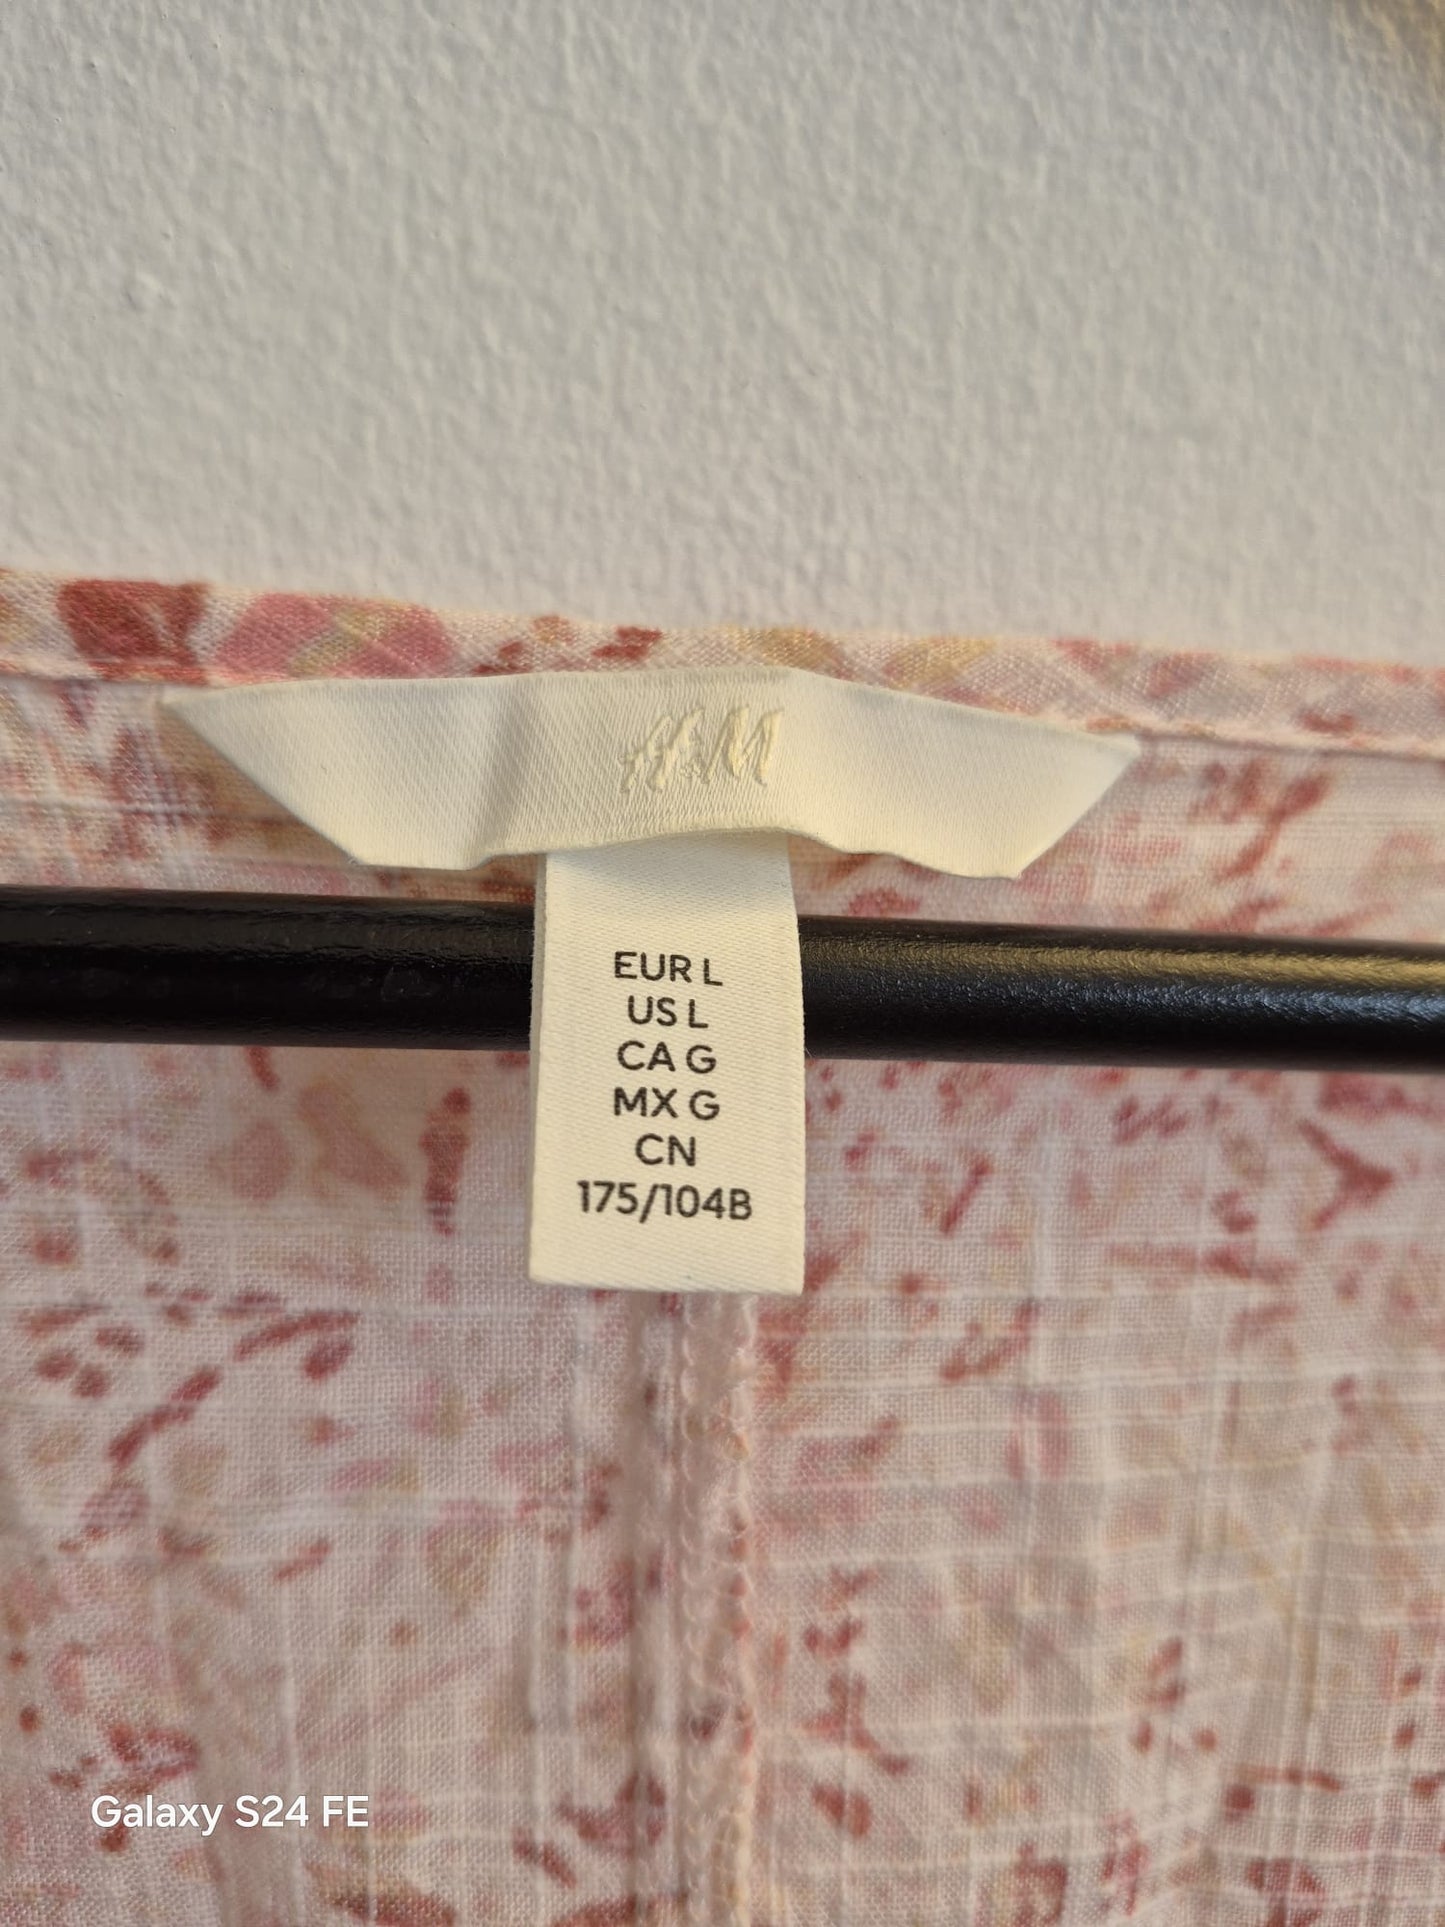 H&M
EUR L
US L
CA G
MX G
CN
175/104B
Galaxy S24 FE